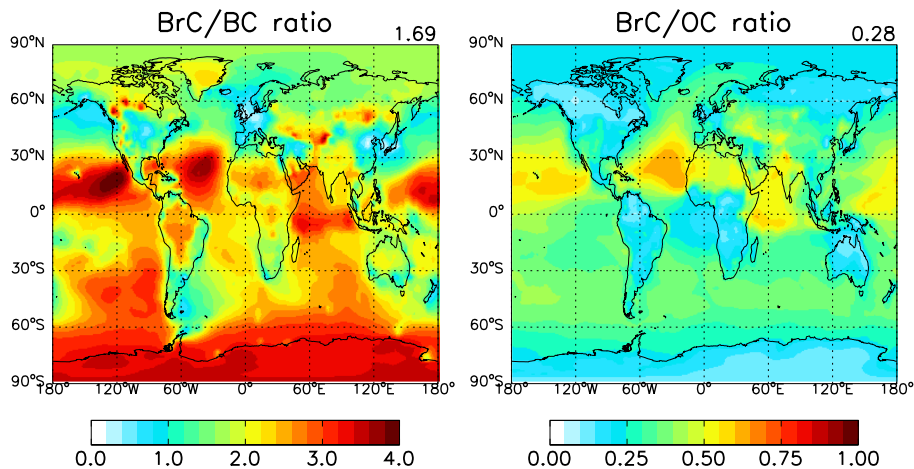 BrC/BC ratio
1.69
90°N
60°N
30°N
0°
30°S
60°S
90°S
180° 120°W 60°W 0° 60°E 120°E 180°
0.0 1.0 2.0 3.0 4.0
BrC/OC ratio
0.28
90°N
60°N
30°N
0°
30°S
60°S
90°S
180° 120°W 60°W 0° 60°E 120°E 180°
0.00 0.25 0.50 0.75 1.00